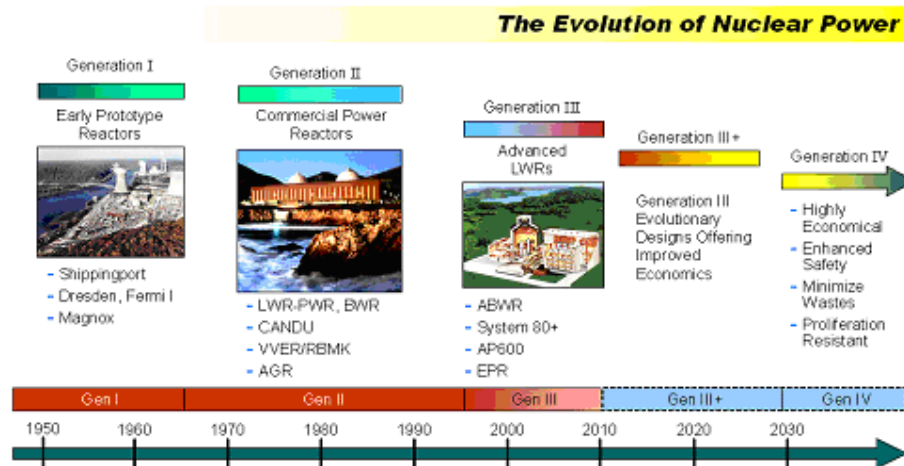 The Evolution of Nuclear Power
Generation I
Early Prototype
Reactors
- Shippingport
- Dresden, Fermi I
- Magnox
Generation II
Commercial Power
Reactors
- LWR-PWR, BWR
- CANDU
- VVER/RBMK
- AGR
Generation III
Advanced
LWRs
- ABWR
- System 80+
- AP600
- EPR
Generation III+
Generation III
Evolutionary
Designs Offering
Improved
Economics
Generation IV
- Highly
Economical
- Enhanced
Safety
- Minimize
Wastes
- Proliferation
Resistant
Gen I
Gen II
Gen III
Gen III+
Gen IV
1950
1960
1970
1980
1990
2000
2010
2020
2030